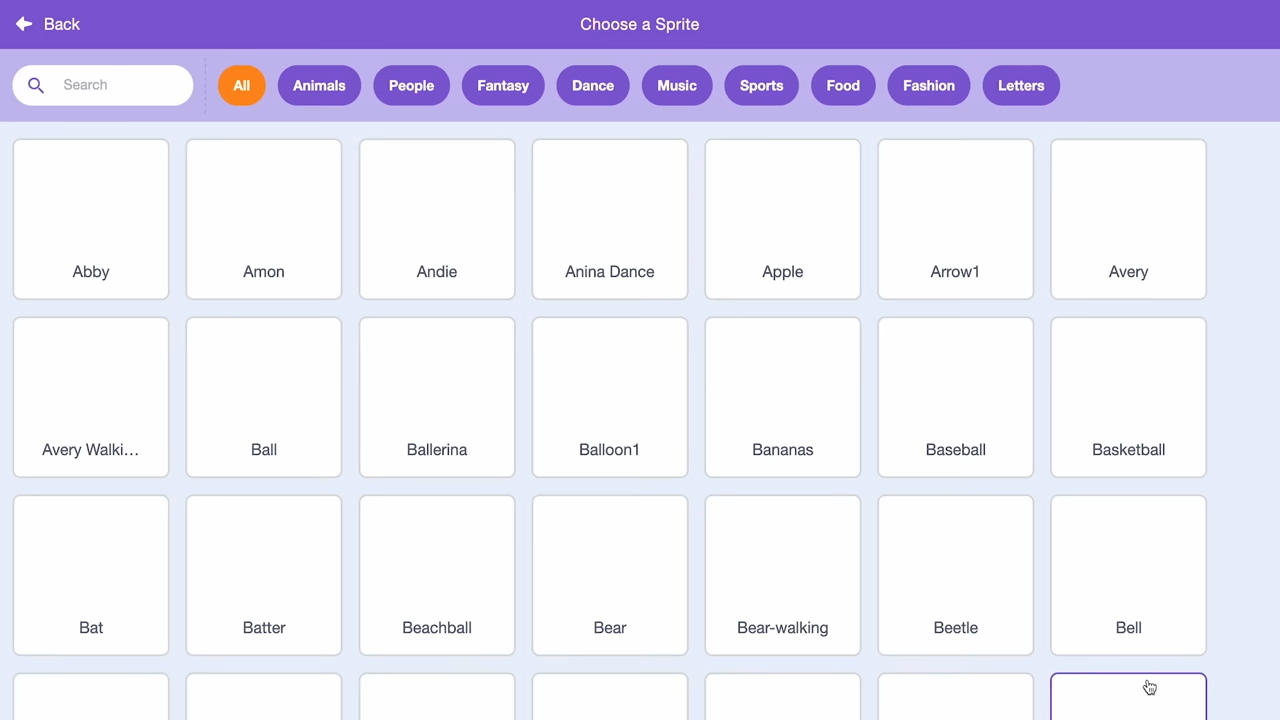 Back
Choose a Sprite
Search
All Animals People Fantasy Dance Music Sports Food Fashion Letters
Abby Amon Andie Anina Dance Apple Arrow1 Avery
Avery Walki... Ball Ballerina Balloon1 Bananas Baseball Basketball
Bat Batter Beachball Bear Bear-walking Beetle Bell